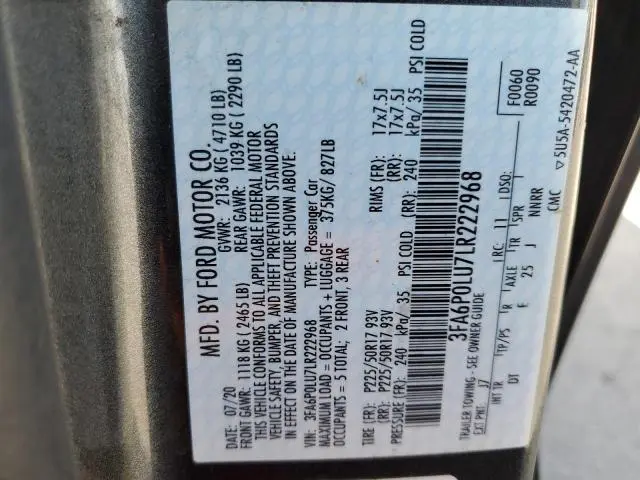 MFD. BY FORD MOTOR CO.
DATE: 07/20 GVWR: 2136 KG ( 4710 LB)
FRONT GAWR: 1118 KG ( 2465 LB) REAR GAWR: 1039 KG ( 2290 LB)
THIS VEHICLE CONFORMS TO ALL APPLICABLE FEDERAL MOTOR
VEHICLE SAFETY, BUMPER, AND THEFT PREVENTION STANDARDS
IN EFFECT ON THE DATE OF MANUFACTURE SHOWN ABOVE.
VIN: 3FA6P0LU7LR222968 TYPE: Passenger Car
MAXIMUM LOAD = OCCUPANTS + LUGGAGE = 375KG/ 827LB
OCCUPANTS = 5 TOTAL; 2 FRONT, 3 REAR
TIRE (FR): P225/50R17 93V RIMS (FR): 17x7.5J
(RR): P225/50R17 93V (RR): 17x7.5J
PRESSURE (FR): 240 kPa/ 35 PSI COLD (RR): 240 kPa/ 35 PSI COLD
3FA6P0LU7LR222968
TRAILER TOWING - SEE OWNER GUIDE
F0060
R0090
EXT PNT: J7 RC: 11 DSO:
INT TR TP/PS R AXLE TR SPR
DT E 25 J NNRR
CMC ▽5U5A-5420472-AA